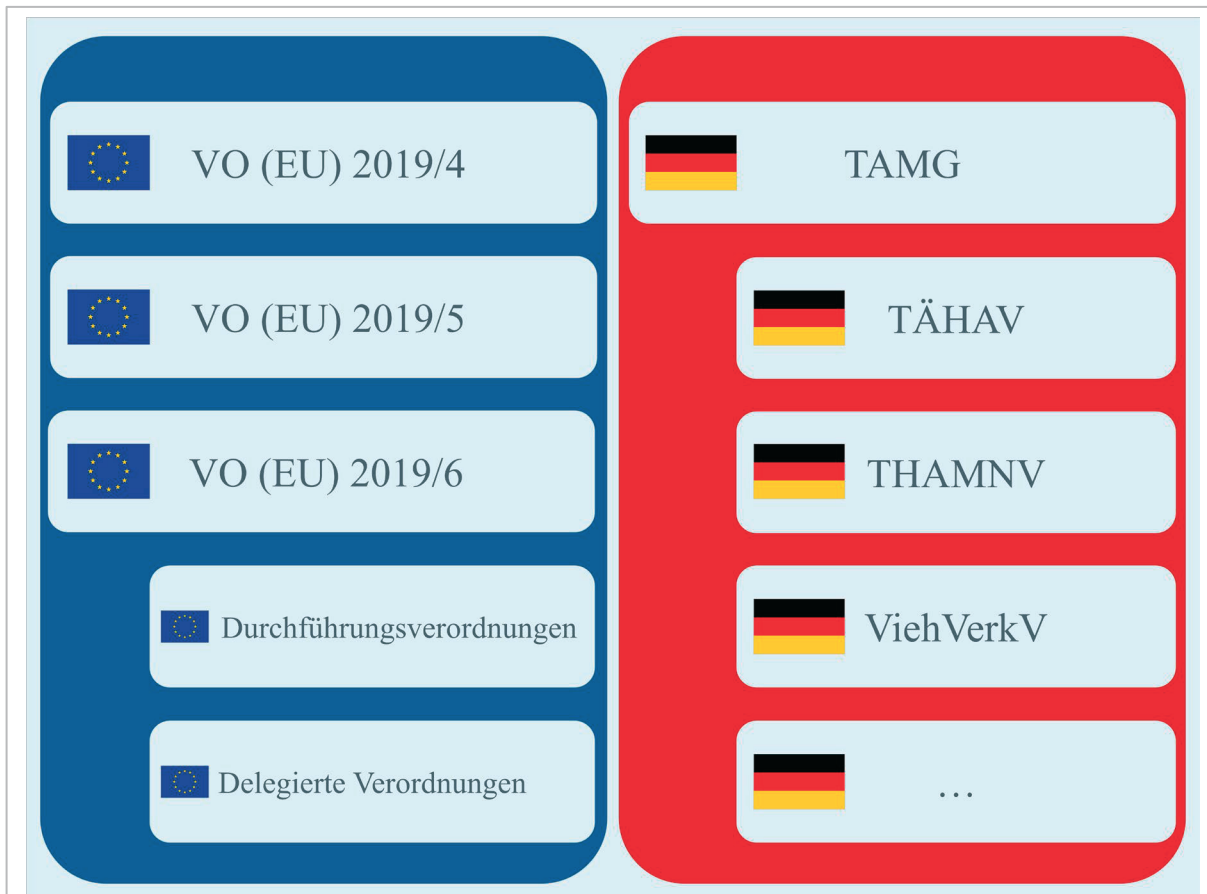 VO (EU) 2019/4
VO (EU) 2019/5
VO (EU) 2019/6
Durchführungsverordnungen
Delegierte Verordnungen
TAMG
TÄHAV
THAMNV
ViehVerkV
…